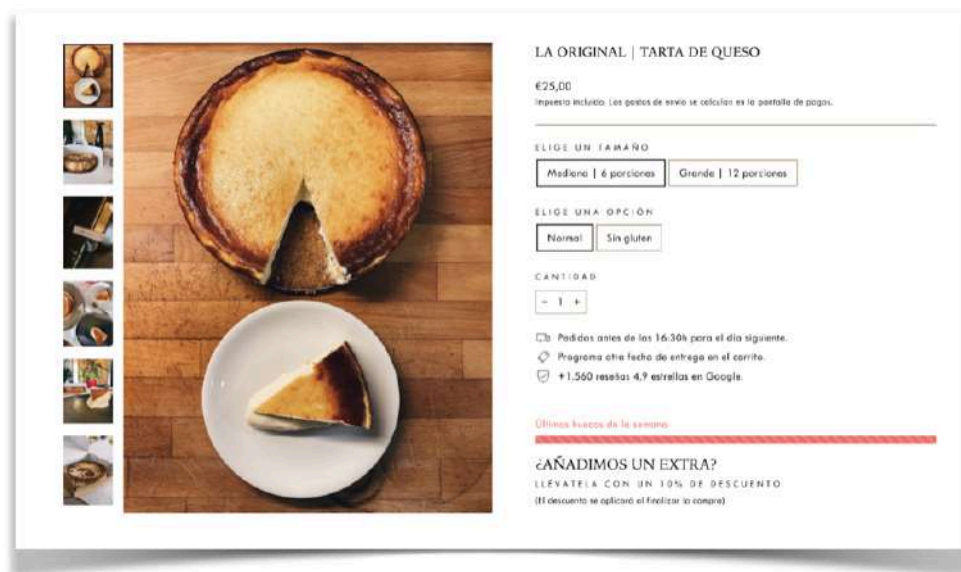 LA ORIGINAL | TARTA DE QUESO
€25,00
Impuesto incluido. Los gastos de envío se calculan en la pantalla de pagos.
ELIGE UN TAMAÑO
Mediana | 6 porciones
Grande | 12 porciones
ELIGE UNA OPCIÓN
Normal
Sin gluten
CANTIDAD
− 1 +
Pedidos antes de las 16:30h para el día siguiente.
Programa otra fecha de entrega en el carrito.
+1.560 reseñas 4,9 estrellas en Google.
Últimos huecos de la semana
¿AÑADIMOS UN EXTRA?
LLÉVATELA CON UN 10% DE DESCUENTO
(El descuento se aplicará al finalizar la compra)